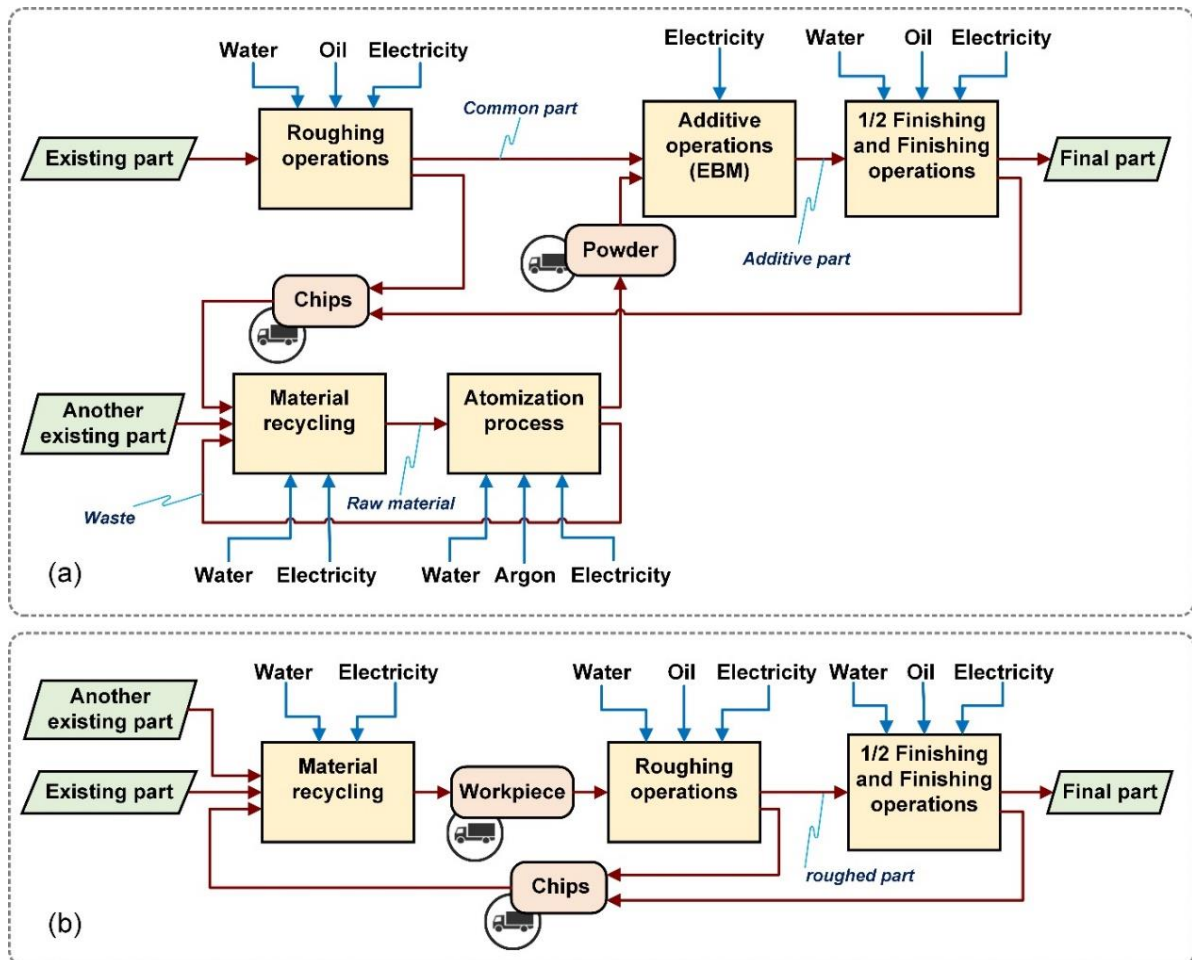 Water Oil Electricity
Electricity
Water Oil Electricity
Existing part
Roughing
operations
Common part
Additive
operations
(EBM)
1/2 Finishing
and Finishing
operations
Final part
Powder
Additive part
Chips
Another
existing part
Material
recycling
Atomization
process
Waste
Raw material
Water Electricity
Water Argon Electricity
(a)
Another
existing part
Water Electricity
Water Oil Electricity
Water Oil Electricity
Existing part
Material
recycling
Workpiece
Roughing
operations
1/2 Finishing
and Finishing
operations
Final part
Chips
roughed part
(b)